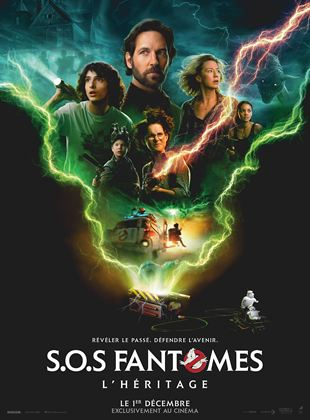 RÉVÉLER LE PASSÉ. DÉFENDRE L'AVENIR.
S.O.S FANTÔMES
L'HÉRITAGE
LE 1ER DÉCEMBRE
EXCLUSIVEMENT AU CINÉMA